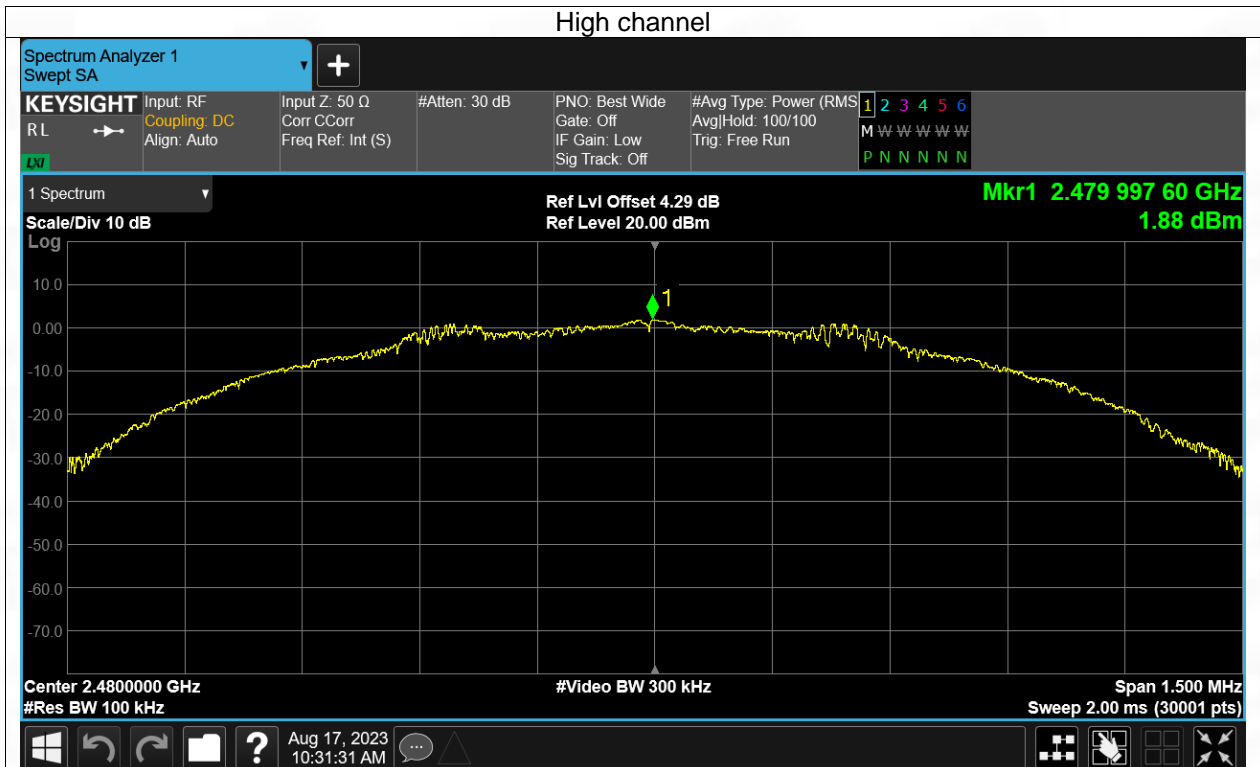 High channel
Spectrum Analyzer 1
Swept SA
KEYSIGHT
RL
LXI
Input: RF
Coupling: DC
Align: Auto
Input Z: 50 Ω
Corr CCorr
Freq Ref: Int (S)
#Atten: 30 dB
PNO: Best Wide
Gate: Off
IF Gain: Low
Sig Track: Off
#Avg Type: Power (RMS
Avg|Hold: 100/100
Trig: Free Run
1 2 3 4 5 6
M W W W W W
P N N N N N
1 Spectrum
Scale/Div 10 dB
Ref Lvl Offset 4.29 dB
Ref Level 20.00 dBm
Mkr1 2.479 997 60 GHz
1.88 dBm
Log
10.0
0.00
-10.0
-20.0
-30.0
-40.0
-50.0
-60.0
-70.0
1
Center 2.4800000 GHz
#Video BW 300 kHz
Span 1.500 MHz
#Res BW 100 kHz
Sweep 2.00 ms (30001 pts)
?
Aug 17, 2023
10:31:31 AM